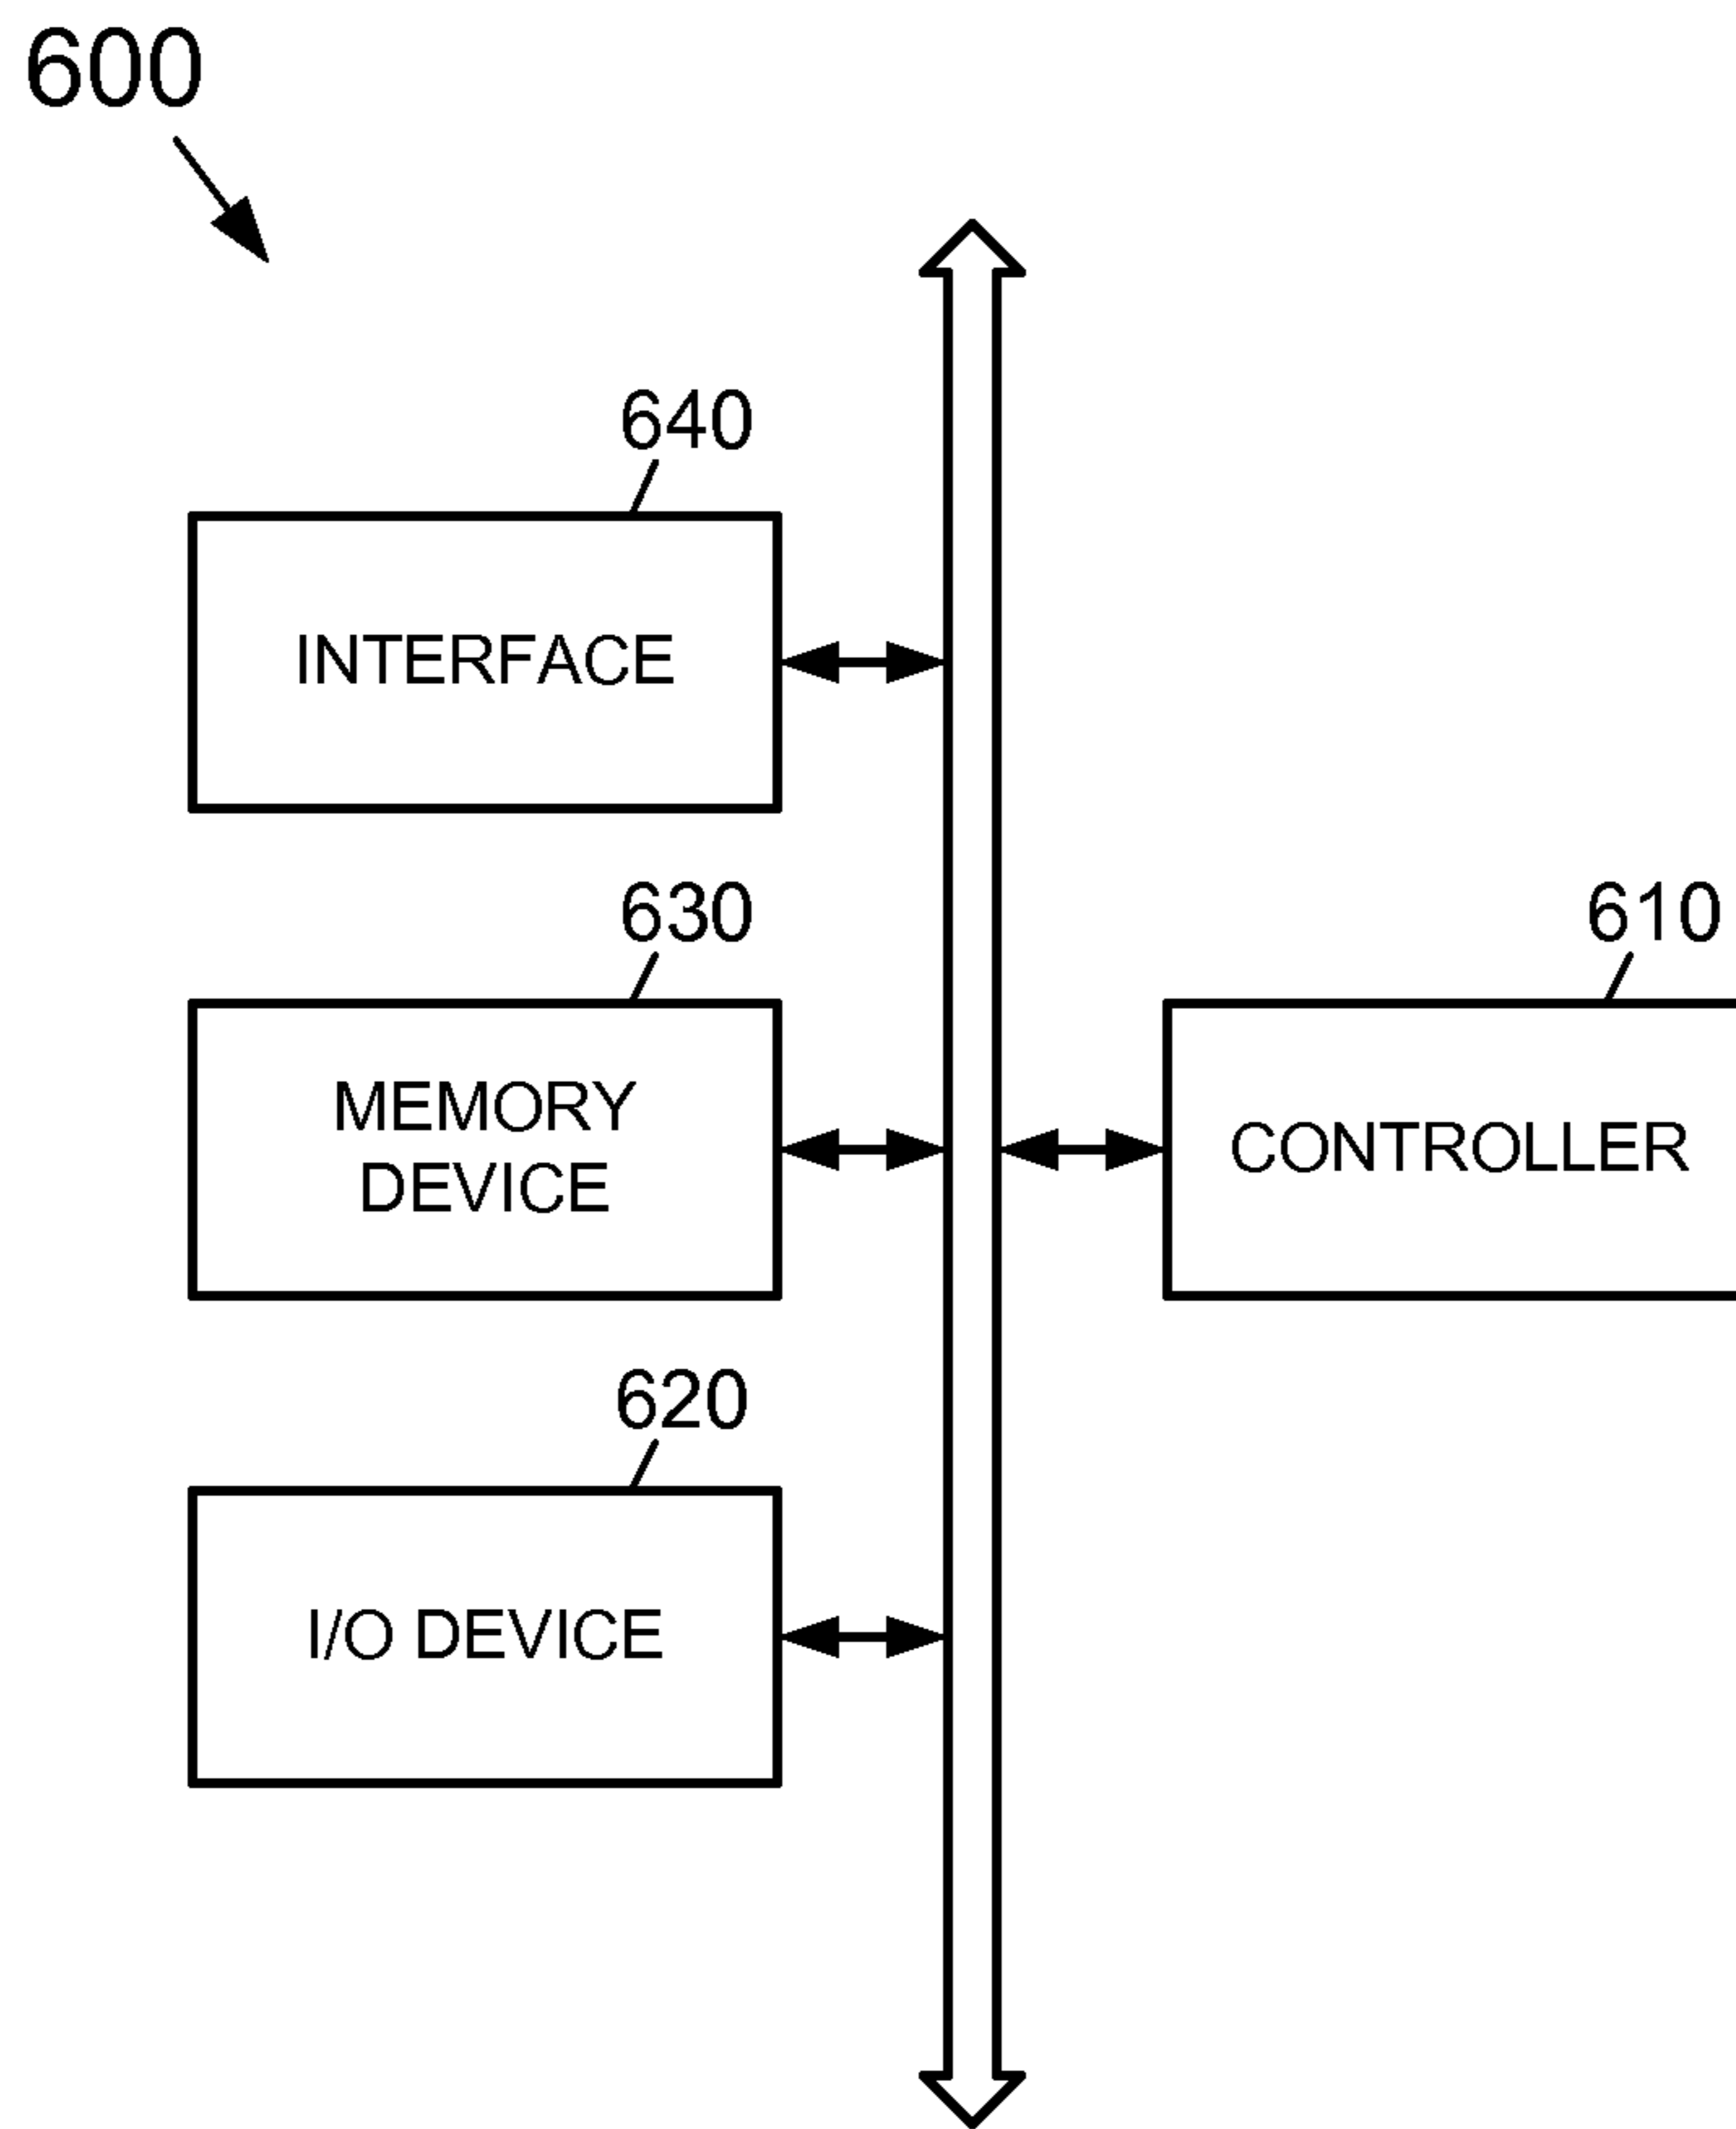 600
640
INTERFACE
630
610
MEMORY
DEVICE
CONTROLLER
620
I/O DEVICE